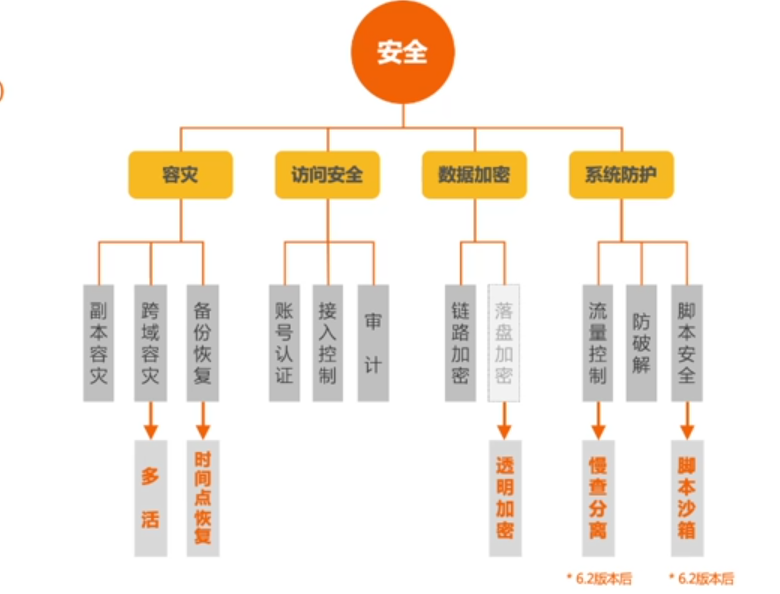 安全
)
容灾
访问安全
数据加密
系统防护
副本容灾
跨域容灾
备份恢复
账号认证
接入控制
审计
链路加密
落盘加密
流量控制
防破解
脚本安全
多活
时间点恢复
透明加密
慢查分离
脚本沙箱
* 6.2版本后
* 6.2版本后